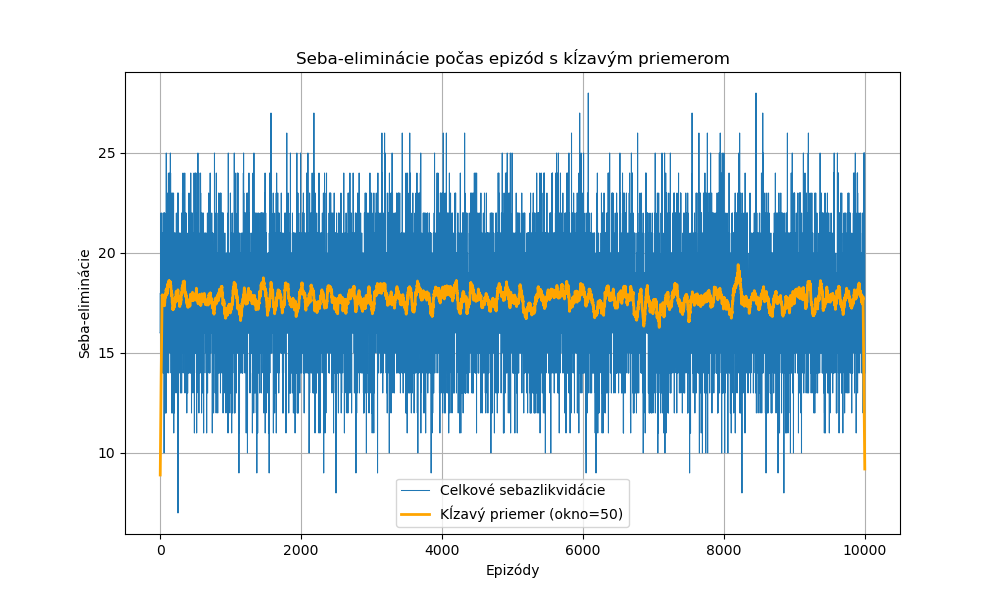 Seba-eliminácie počas epizód s kĺzavým priemerom
Seba-eliminácie
25
20
15
10
Celkové sebazlikvidácie
Kĺzavý priemer (okno=50)
0 2000 4000 6000 8000 10000
Epizódy